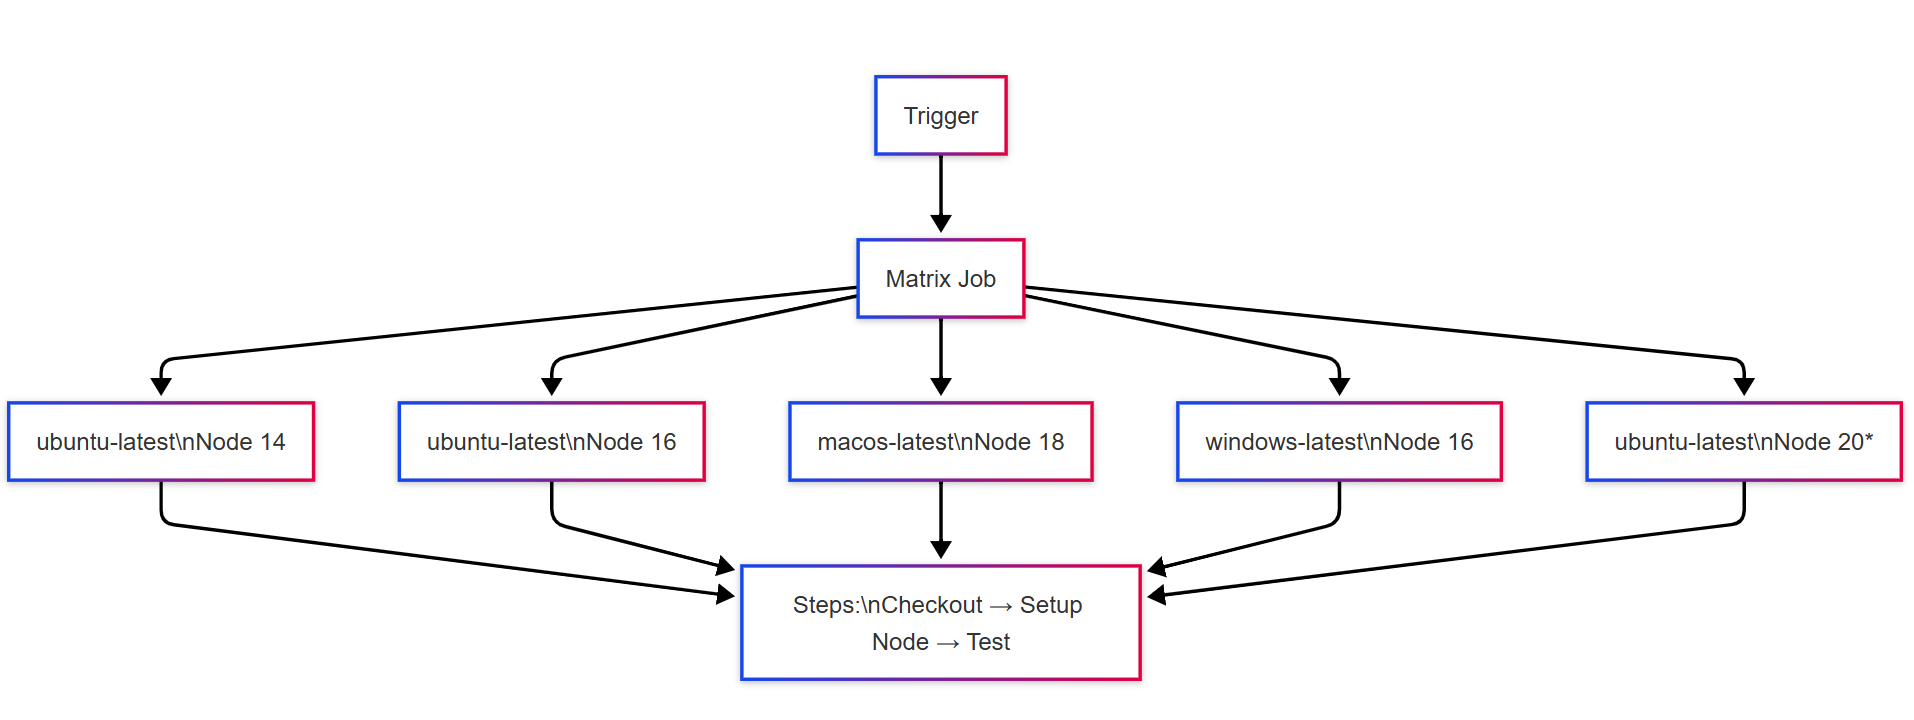 Trigger
Matrix Job
ubuntu-latest\nNode 14
ubuntu-latest\nNode 16
macos-latest\nNode 18
windows-latest\nNode 16
ubuntu-latest\nNode 20*
Steps:\nCheckout → Setup
Node → Test